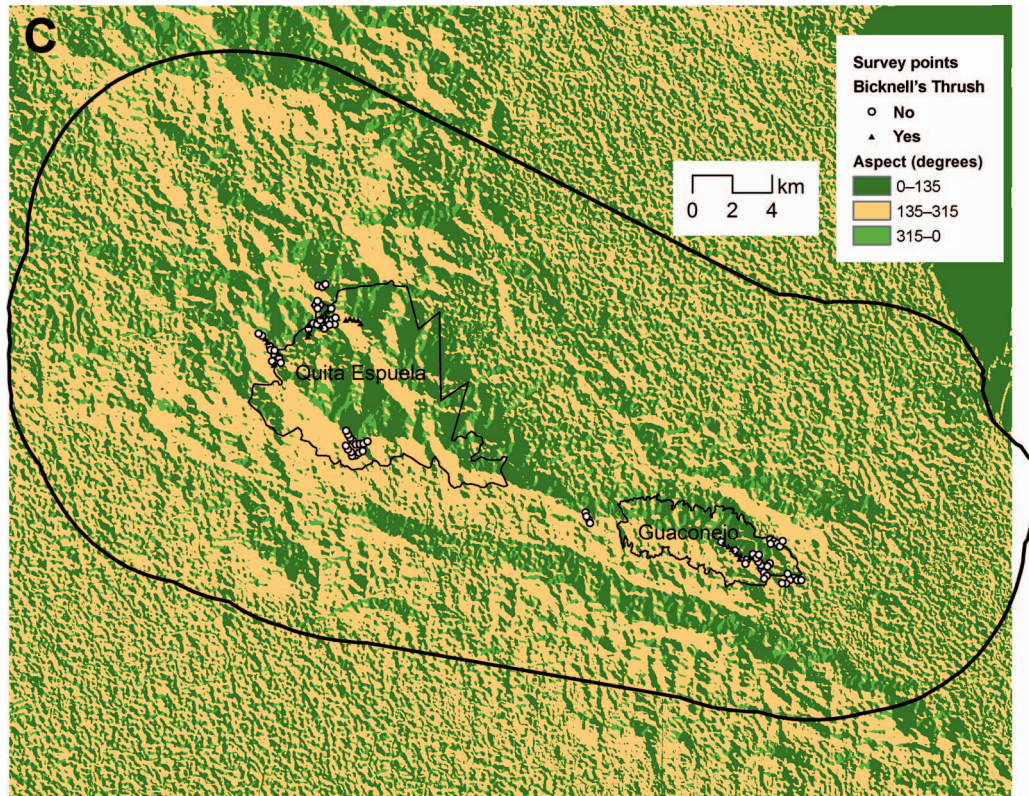 C
Survey points
Bicknell's Thrush
No
Yes
Aspect (degrees)
0–135
135–315
315–0
km
0 2 4
Quita Espuela
Guaconejo